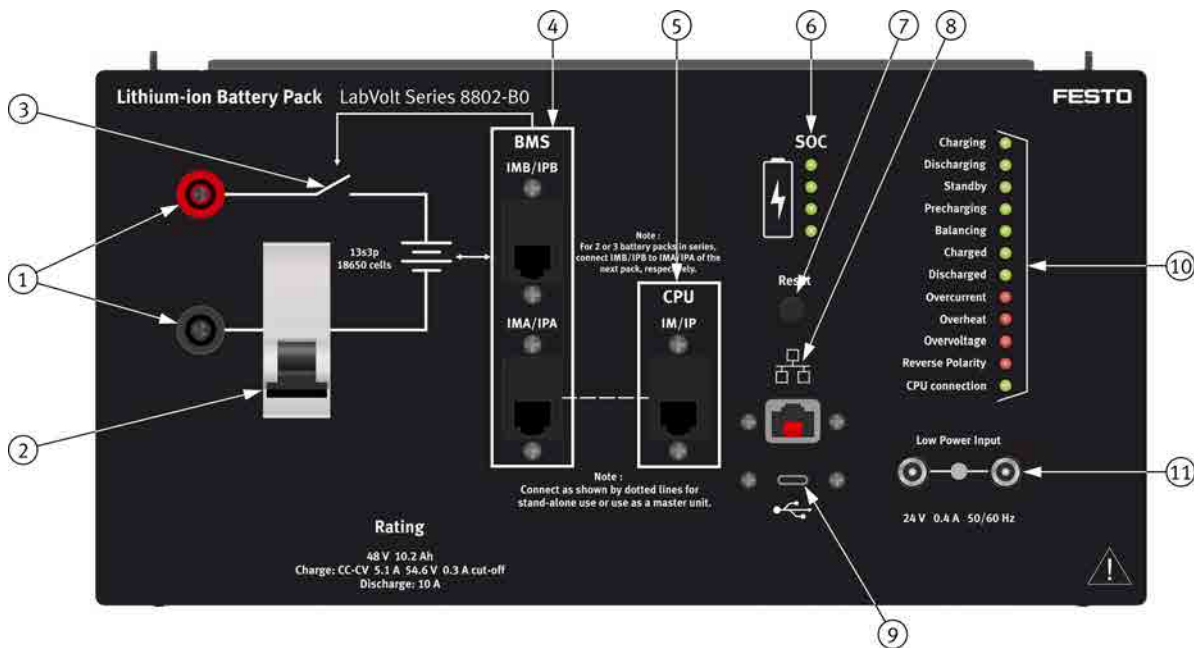 4
5
6
7
8
Lithium-ion Battery Pack LabVolt Series 8802-B0
FESTO
3
BMS
IMB/IPB
SOC
Charging
Discharging
Standby
Precharging
Balancing
Charged
Discharged
Overcurrent
Overheat
Overvoltage
Reverse Polarity
CPU connection
10
1
13s3p
18650 cells
Note :
For 2 or 3 battery packs in series,
connect IMB/IPB to IMA/IPA of the
next pack, respectively.
Reset
CPU
IM/IP
IMA/IPA
2
Low Power Input
11
24 V 0.4 A 50/60 Hz
Note :
Connect as shown by dotted lines for
stand-alone use or use as a master unit.
Rating
48 V 10.2 Ah
Charge: CC-CV 5.1 A 54.6 V 0.3 A cut-off
Discharge: 10 A
9